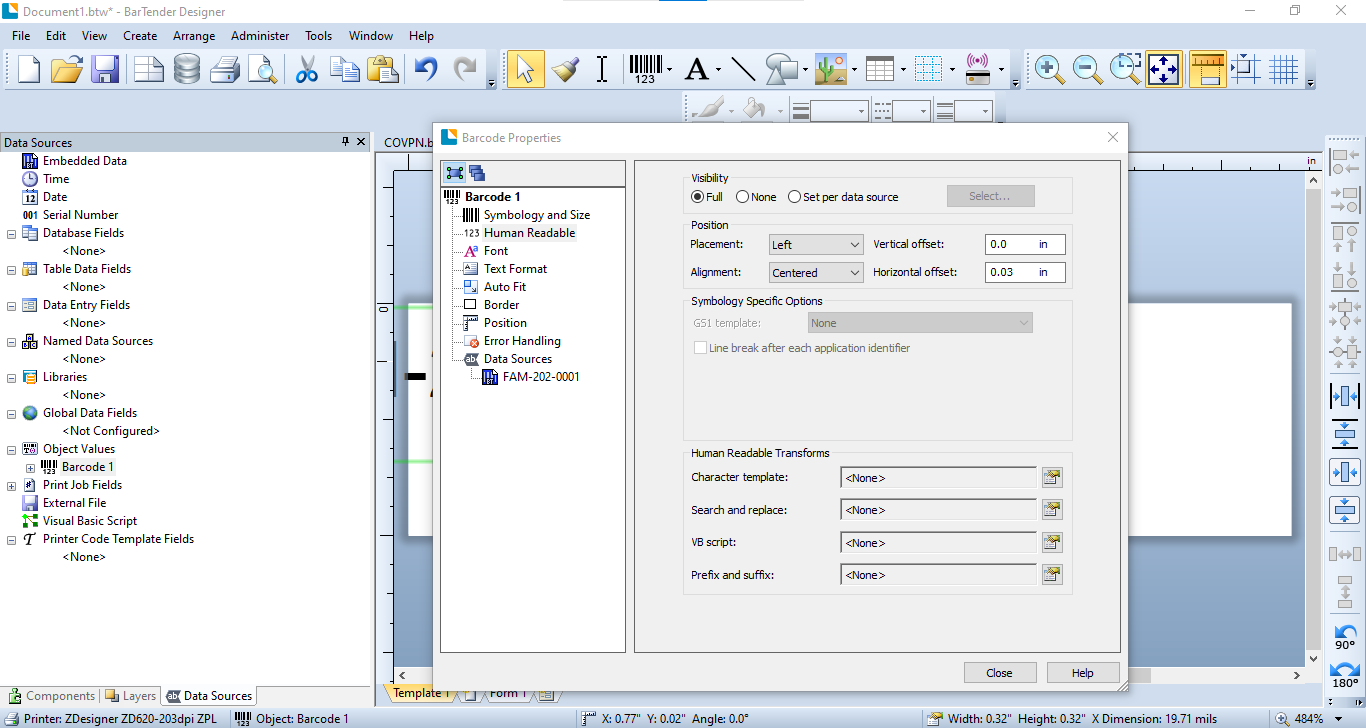 Document1.btw* - BarTender Designer
File Edit View Create Arrange Administer Tools Window Help
123
Data Sources
Embedded Data
Time
12 Date
001 Serial Number
Database Fields
<None>
Table Data Fields
<None>
Data Entry Fields
<None>
Named Data Sources
<None>
Libraries
<None>
Global Data Fields
<Not Configured>
Object Values
123 Barcode 1
Print Job Fields
External File
Visual Basic Script
Printer Code Template Fields
<None>
Components Layers Data Sources
COVPN.b
in
0
Barcode Properties
123 Barcode 1
Symbology and Size
123 Human Readable
Font
Text Format
Auto Fit
Border
Position
Error Handling
Data Sources
FAM-202-0001
Visibility
Full None Set per data source Select...
Position
Placement: Left Vertical offset: 0.0 in
Alignment: Centered Horizontal offset: 0.03 in
Symbology Specific Options
GS1 template: None
Line break after each application identifier
Human Readable Transforms
Character template: <None>
Search and replace: <None>
VB script: <None>
Prefix and suffix: <None>
Close Help
Template 1 Form 1
90°
180°
Printer: ZDesigner ZD620-203dpi ZPL Object: Barcode 1 X: 0.77" Y: 0.02" Angle: 0.0° Width: 0.32" Height: 0.32" X Dimension: 19.71 mils 484%